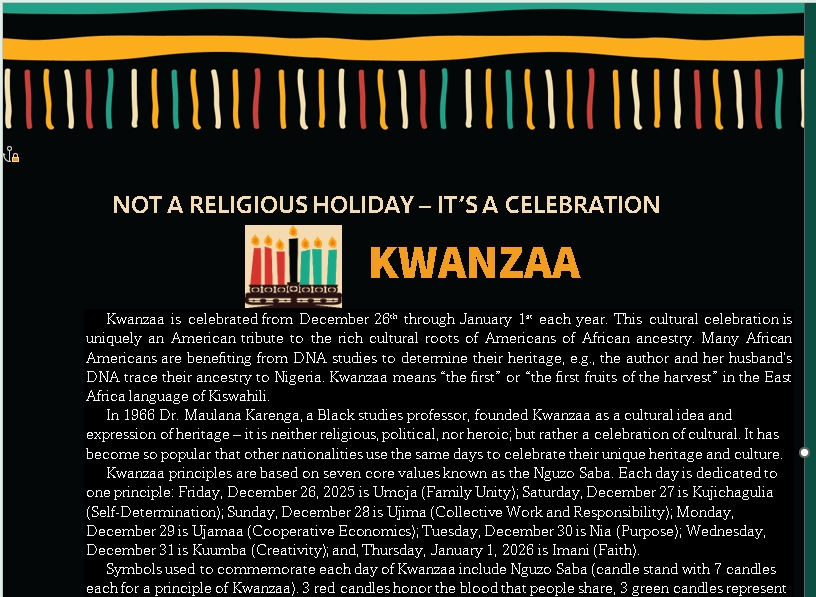 NOT A RELIGIOUS HOLIDAY – IT'S A CELEBRATION
KWANZAA
Kwanzaa is celebrated from December 26th through January 1st each year. This cultural celebration is
uniquely an American tribute to the rich cultural roots of Americans of African ancestry. Many African
Americans are benefiting from DNA studies to determine their heritage, e.g., the author and her husband's
DNA trace their ancestry to Nigeria. Kwanzaa means “the first” or “the first fruits of the harvest” in the East
Africa language of Kiswahili.
In 1966 Dr. Maulana Karenga, a Black studies professor, founded Kwanzaa as a cultural idea and
expression of heritage – it is neither religious, political, nor heroic; but rather a celebration of cultural. It has
become so popular that other nationalities use the same days to celebrate their unique heritage and culture.
Kwanzaa principles are based on seven core values known as the Nguzo Saba. Each day is dedicated to
one principle: Friday, December 26, 2025 is Umoja (Family Unity); Saturday, December 27 is Kujichagulia
(Self-Determination); Sunday, December 28 is Ujima (Collective Work and Responsibility); Monday,
December 29 is Ujamaa (Cooperative Economics); Tuesday, December 30 is Nia (Purpose); Wednesday,
December 31 is Kuumba (Creativity); and, Thursday, January 1, 2026 is Imani (Faith).
Symbols used to commemorate each day of Kwanzaa include Nguzo Saba (candle stand with 7 candles
each for a principle of Kwanzaa). 3 red candles honor the blood that people share, 3 green candles represent